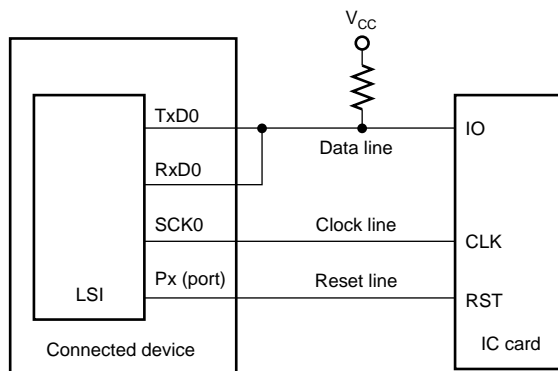 VCC
TxD0
IO
Data line
RxD0
SCK0
Clock line
CLK
Px (port)
Reset line
LSI
RST
IC card
Connected device